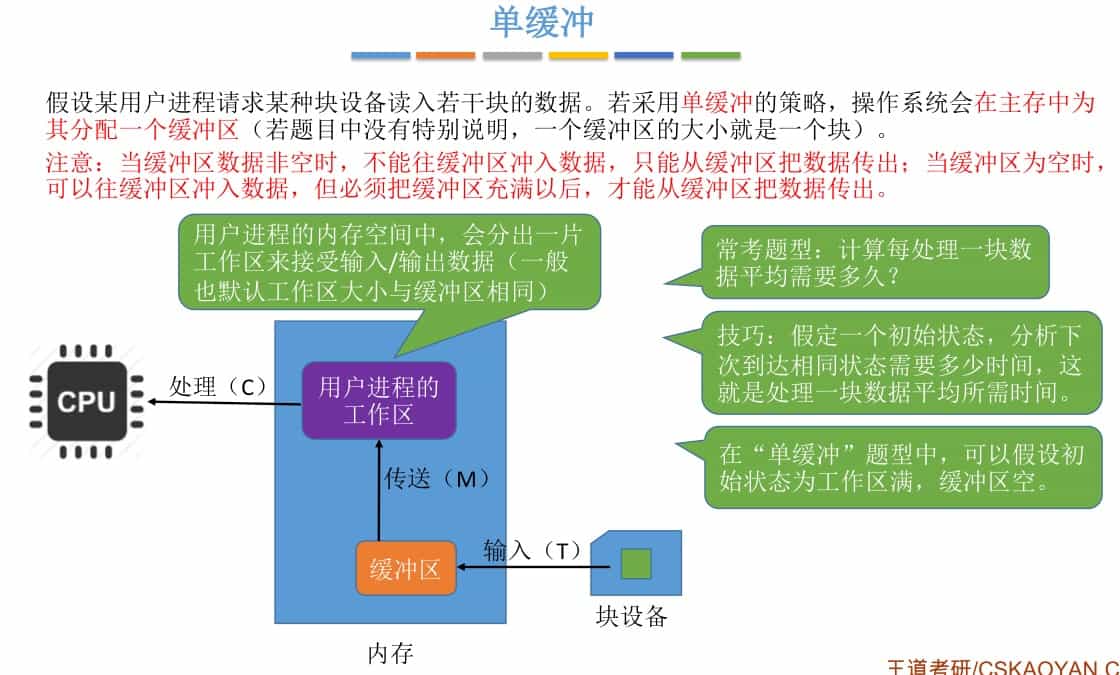 单缓冲
假设某用户进程请求某种块设备读入若干块的数据。若采用单缓冲的策略，操作系统会在主存中为
其分配一个缓冲区（若题目中没有特别说明，一个缓冲区的大小就是一个块）。
注意：当缓冲区数据非空时，不能往缓冲区冲入数据，只能从缓冲区把数据传出；当缓冲区为空时，
可以往缓冲区冲入数据，但必须把缓冲区充满以后，才能从缓冲区把数据传出。
用户进程的内存空间中，会分出一片
工作区来接受输入/输出数据（一般
也默认工作区大小与缓冲区相同）
常考题型：计算每处理一块数
据平均需要多久？
技巧：假定一个初始状态，分析下
次到达相同状态需要多少时间，这
就是处理一块数据平均所需时间。
在“单缓冲”题型中，可以假设初
始状态为工作区满，缓冲区空。
CPU
处理（C）
用户进程的
工作区
传送（M）
缓冲区
输入（T）
块设备
内存
王道考研/CSKAOYAN.C